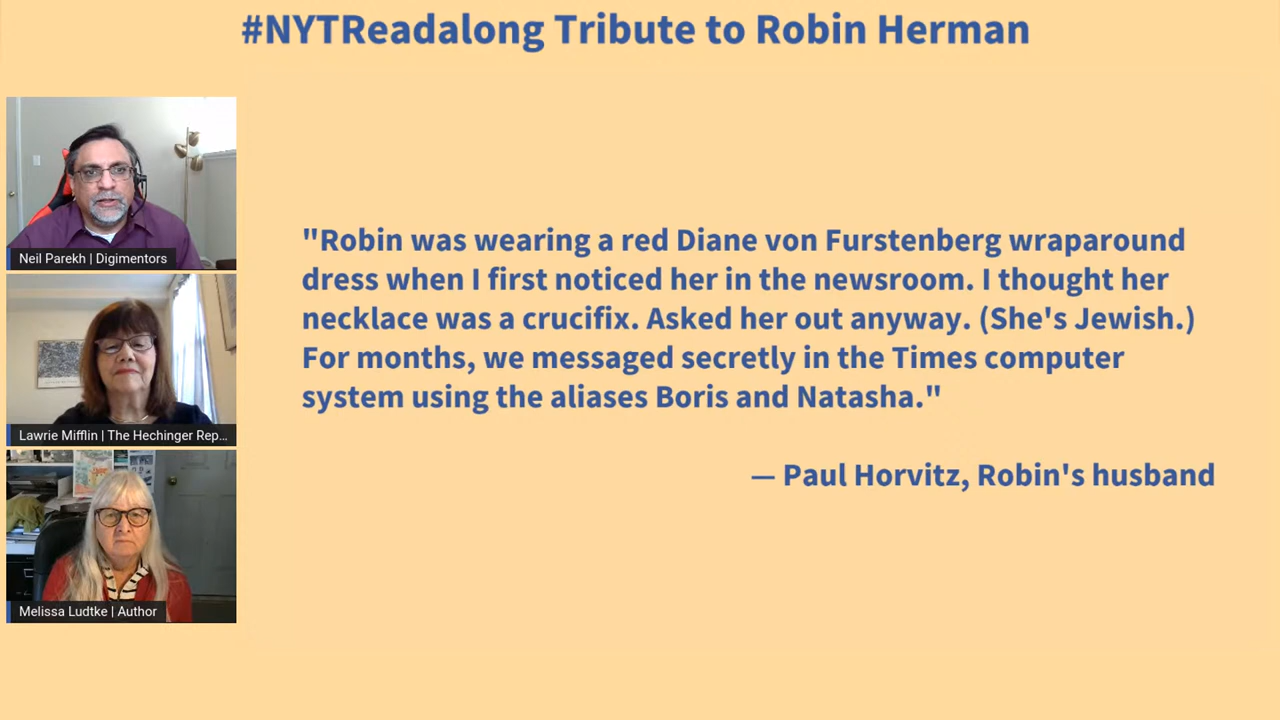 #NYTReadalong Tribute to Robin Herman
Neil Parekh | Digimentors
Lawrie Mifflin | The Hechinger Rep...
Melissa Ludtke | Author
"Robin was wearing a red Diane von Furstenberg wraparound
dress when I first noticed her in the newsroom. I thought her
necklace was a crucifix. Asked her out anyway. (She's Jewish.)
For months, we messaged secretly in the Times computer
system using the aliases Boris and Natasha."
— Paul Horvitz, Robin's husband